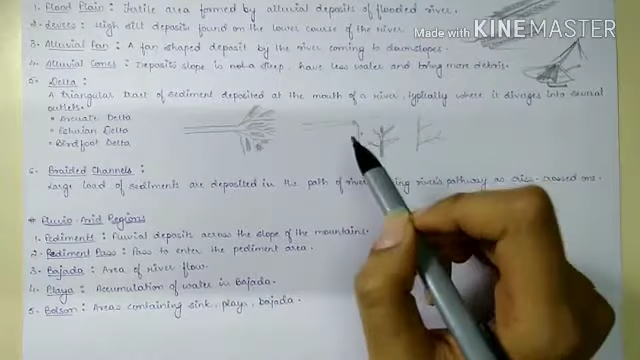 1. Flood Plain : Fertile area formed by alluvial deposits of flooded river.
2. Levees : High silt deposits found on the lower course of the river
Made with KINEMASTER
3. Alluvial Fan : A fan shaped deposit by the river coming to downslopes.
4. Alluvial Cones : Deposits slope is not a steep, have less water and bring more debris.
5. Delta :
A triangular tract of sediment deposited at the mouth of a river, typically where it diverges into several
outlets.
• Arcuate Delta
• Estuarian Delta
• Birdfoot Delta
6. Braided Channels :
Large load of sediments are deposited in the path of river river's pathway as criss-crossed one.
# Fluvio-Arid Regions
1. Pediments : Fluvial deposits across the slope of the mountains.
2. Pediment Pass : Pass to enter the pediment area.
3. Bajada : Area of river flow.
4. Playa : Accumulation of water in Bajada.
5. Bolson : Areas containing sink, playa, bajada.